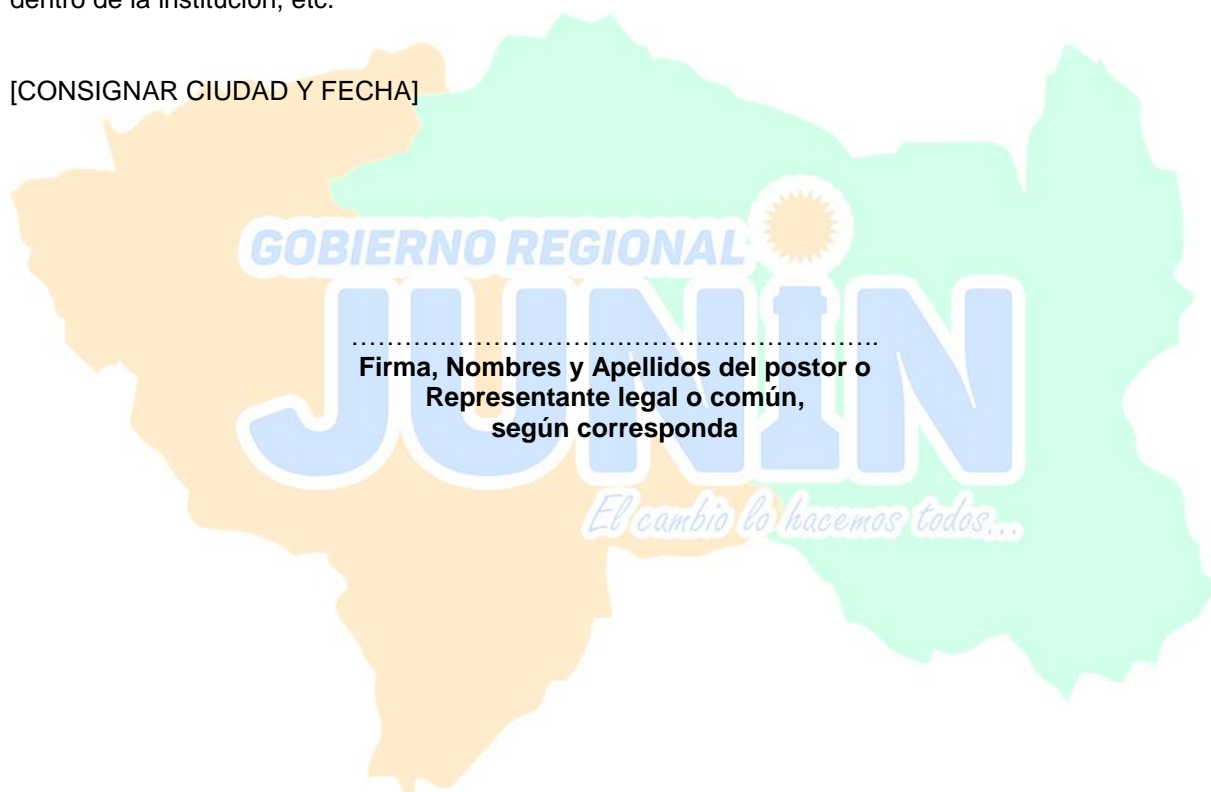 dentro de la institución, etc.
[CONSIGNAR CIUDAD Y FECHA]
GOBIERNO REGIONAL
JUNÍN
…………………………………………………….
Firma, Nombres y Apellidos del postor o
Representante legal o común,
según corresponda
El cambio lo hacemos todos...